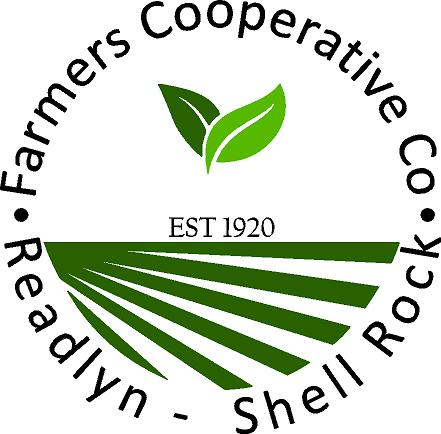 • Farmers Cooperative Co •
EST 1920
Readlyn - Shell Rock